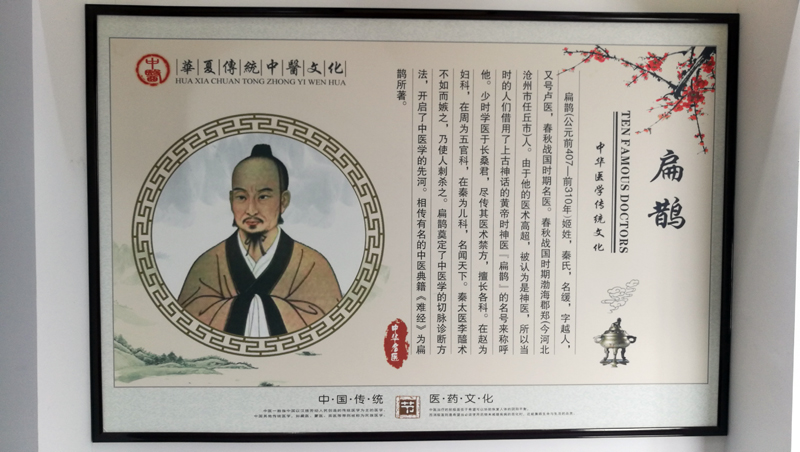 中醫
華夏傳統中醫文化
HUA XIA CHUAN TONG ZHONG YI WEN HUA
扁鹊
TEN FAMOUS DOCTORS
中华医学传统文化
扁鹊(公元前407—前310年)姬姓，秦氏，名缓，字越人，
又号卢医，春秋战国时期名医。春秋战国时期渤海郡郑(今河北
沧州市任丘市)人。由于他的医术高超，被认为是神医，所以当
时的人们借用了上古神话的黄帝时神医『扁鹊』的名号来称呼
他。少时学医于长桑君，尽传其医术禁方，擅长各科。在赵为
妇科，在周为五官科，在秦为儿科，名闻天下。秦太医李醯术
不如而嫉之，乃使人刺杀之。扁鹊奠定了中医学的切脉诊断方
法，开启了中医学的先河。相传有名的中医典籍《难经》为扁
鹊所著。
中华名医
中·国·传·统
节
医·药·文·化